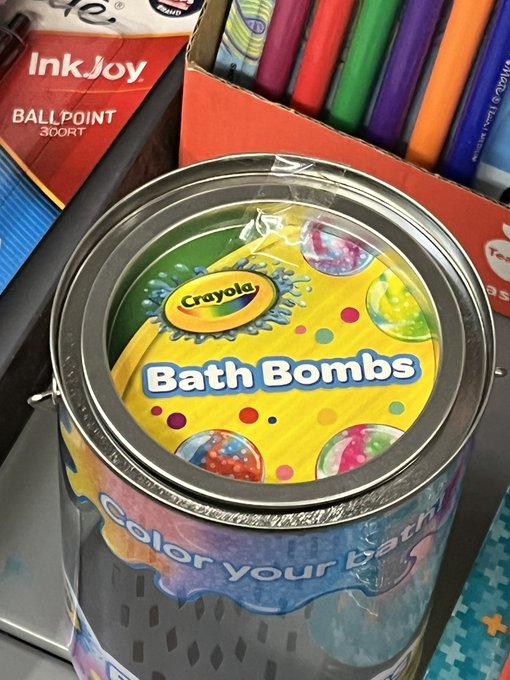 InkJoy
BALLPOINT
300RT
Crayola
Bath Bombs
Color your bath